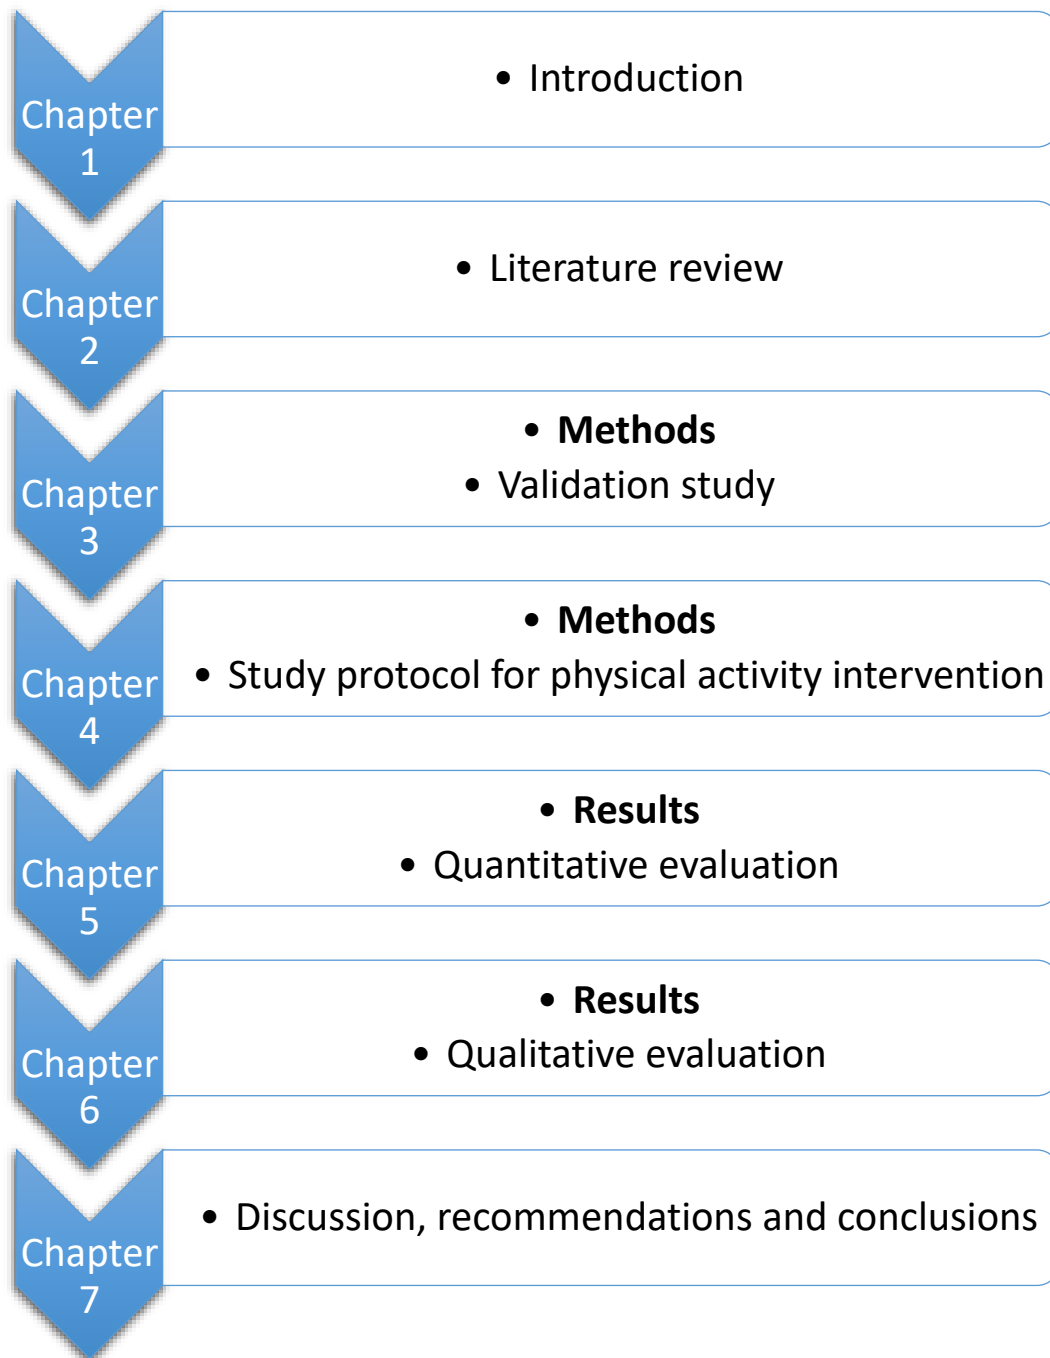 Chapter
1
• Introduction
Chapter
2
• Literature review
Chapter
3
• Methods
• Validation study
Chapter
4
• Methods
• Study protocol for physical activity intervention
Chapter
5
• Results
• Quantitative evaluation
Chapter
6
• Results
• Qualitative evaluation
Chapter
7
• Discussion, recommendations and conclusions